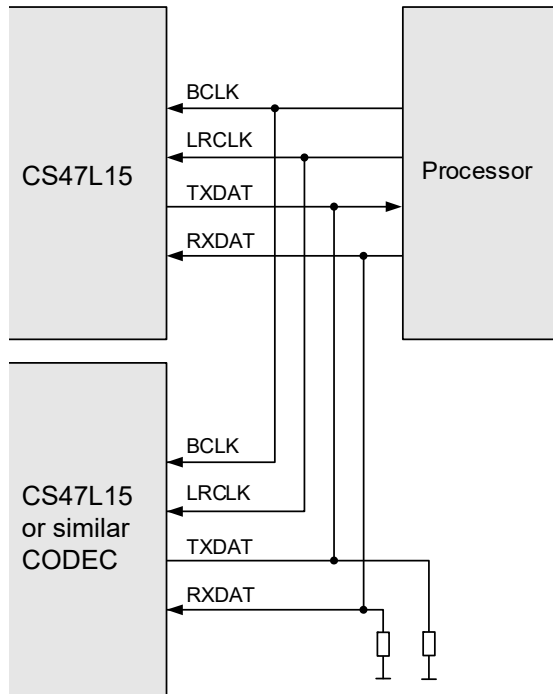 BCLK
LRCLK
CS47L15
Processor
TXDAT
RXDAT
BCLK
LRCLK
CS47L15
or similar
CODEC
TXDAT
RXDAT